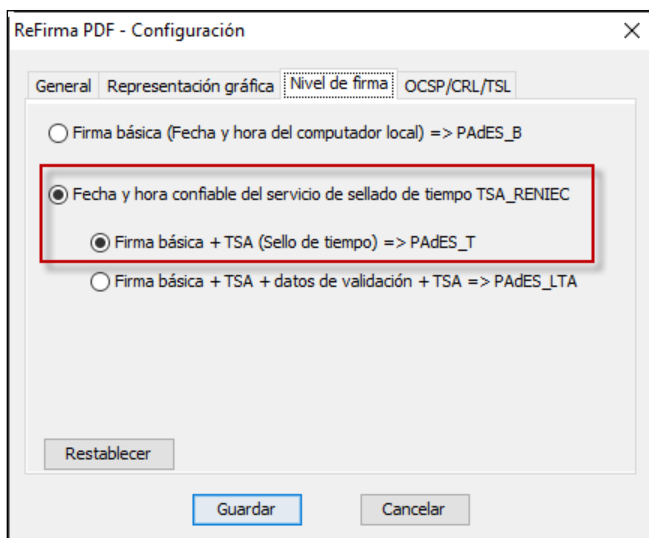 ReFirma PDF - Configuración
General Representación gráfica Nivel de firma OCSP/CRL/TSL
Firma básica (Fecha y hora del computador local) => PAdES_B
Fecha y hora confiable del servicio de sellado de tiempo TSA_RENIEC
Firma básica + TSA (Sello de tiempo) => PAdES_T
Firma básica + TSA + datos de validación + TSA => PAdES_LTA
Restablecer
Guardar Cancelar